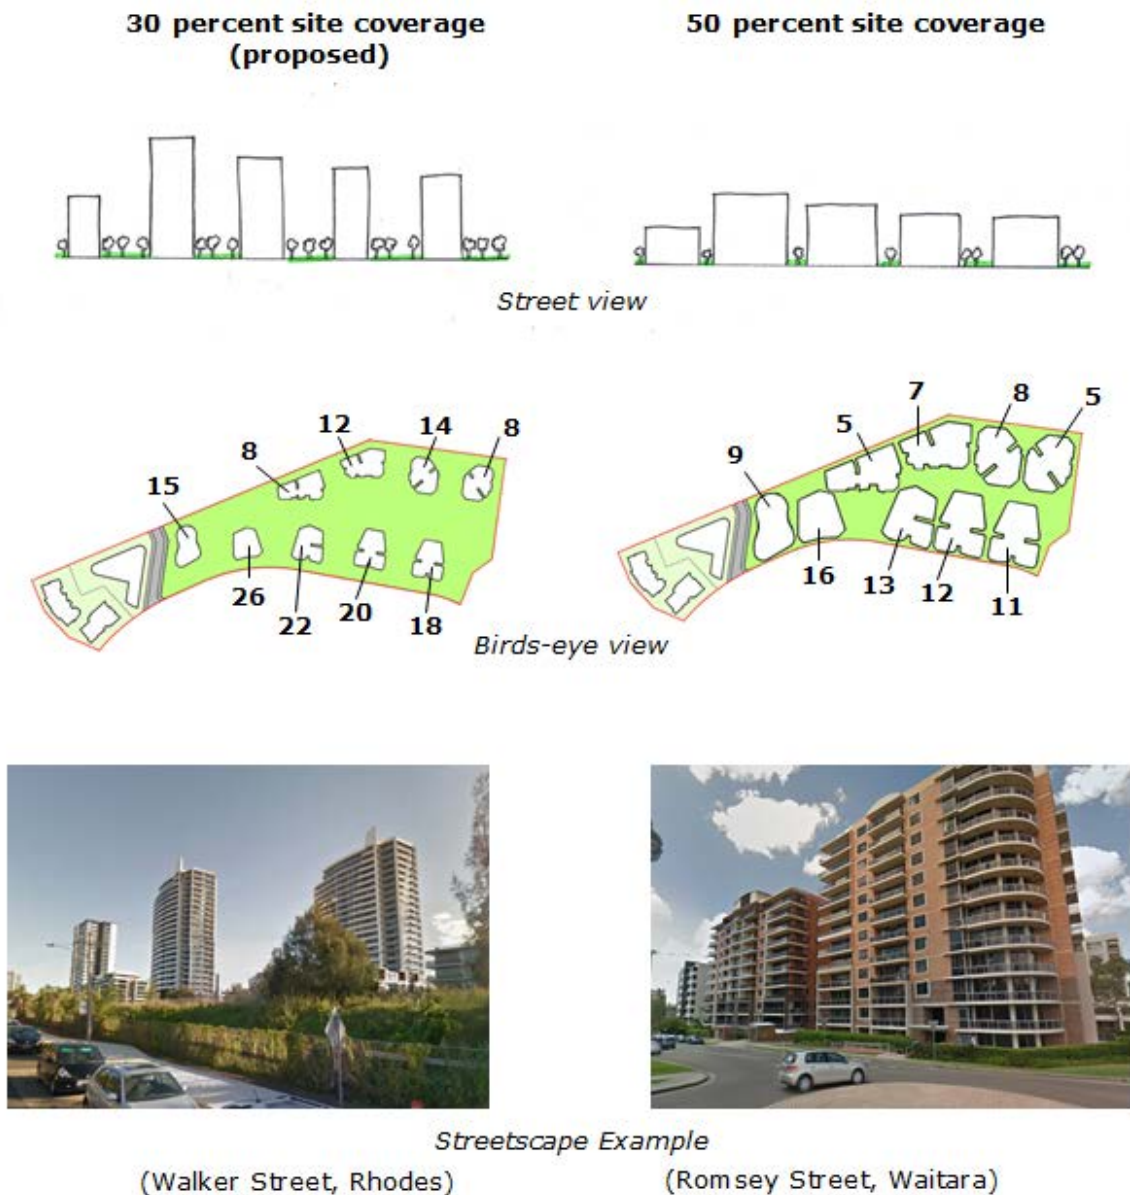 30 percent site coverage
(proposed)
50 percent site coverage
Street view
12
14
8
8
15
26
22
20
18
7
8
5
5
9
16
13
12
11
Birds-eye view
Streetscape Example
(Walker Street, Rhodes)
(Romsey Street, Waitara)